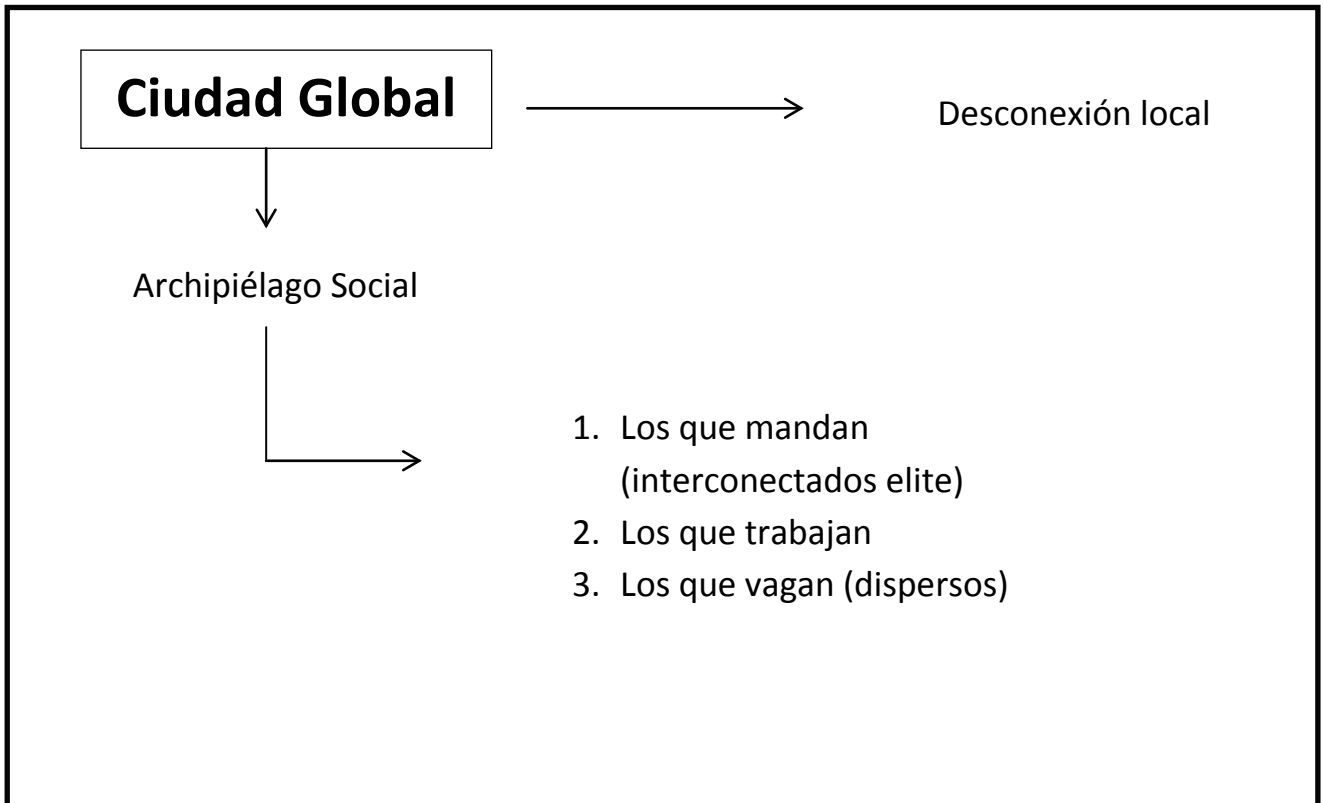 Ciudad Global
Desconexión local
Archipiélago Social
1. Los que mandan
(interconectados elite)
2. Los que trabajan
3. Los que vagan (dispersos)